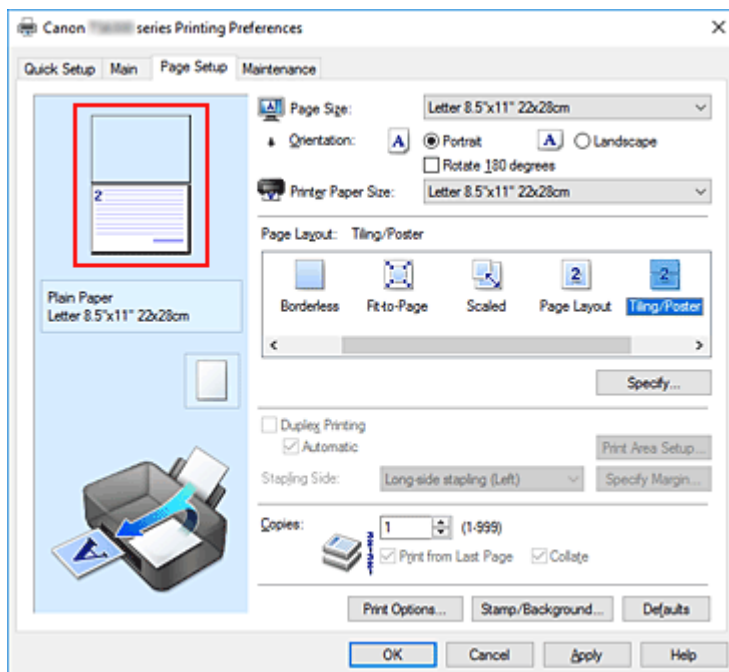 Canon series Printing Preferences
Quick Setup Main Page Setup Maintenance
2
Plain Paper
Letter 8.5"x11" 22x28cm
A
Page Size: Letter 8.5"x11" 22x28cm
Orientation: A Portrait A Landscape
Rotate 180 degrees
Printer Paper Size: Letter 8.5"x11" 22x28cm
Page Layout: Tiling/Poster
Borderless Fit-to-Page Scaled 2 Page Layout 2 Tiling/Poster
Specify...
Duplex Printing
Automatic Print Area Setup...
Stapling Side: Long-side stapling (Left) Specify Margin...
Copies: 1 (1-999)
Print from Last Page Collate
Print Options... Stamp/Background... Defaults
OK Cancel Apply Help